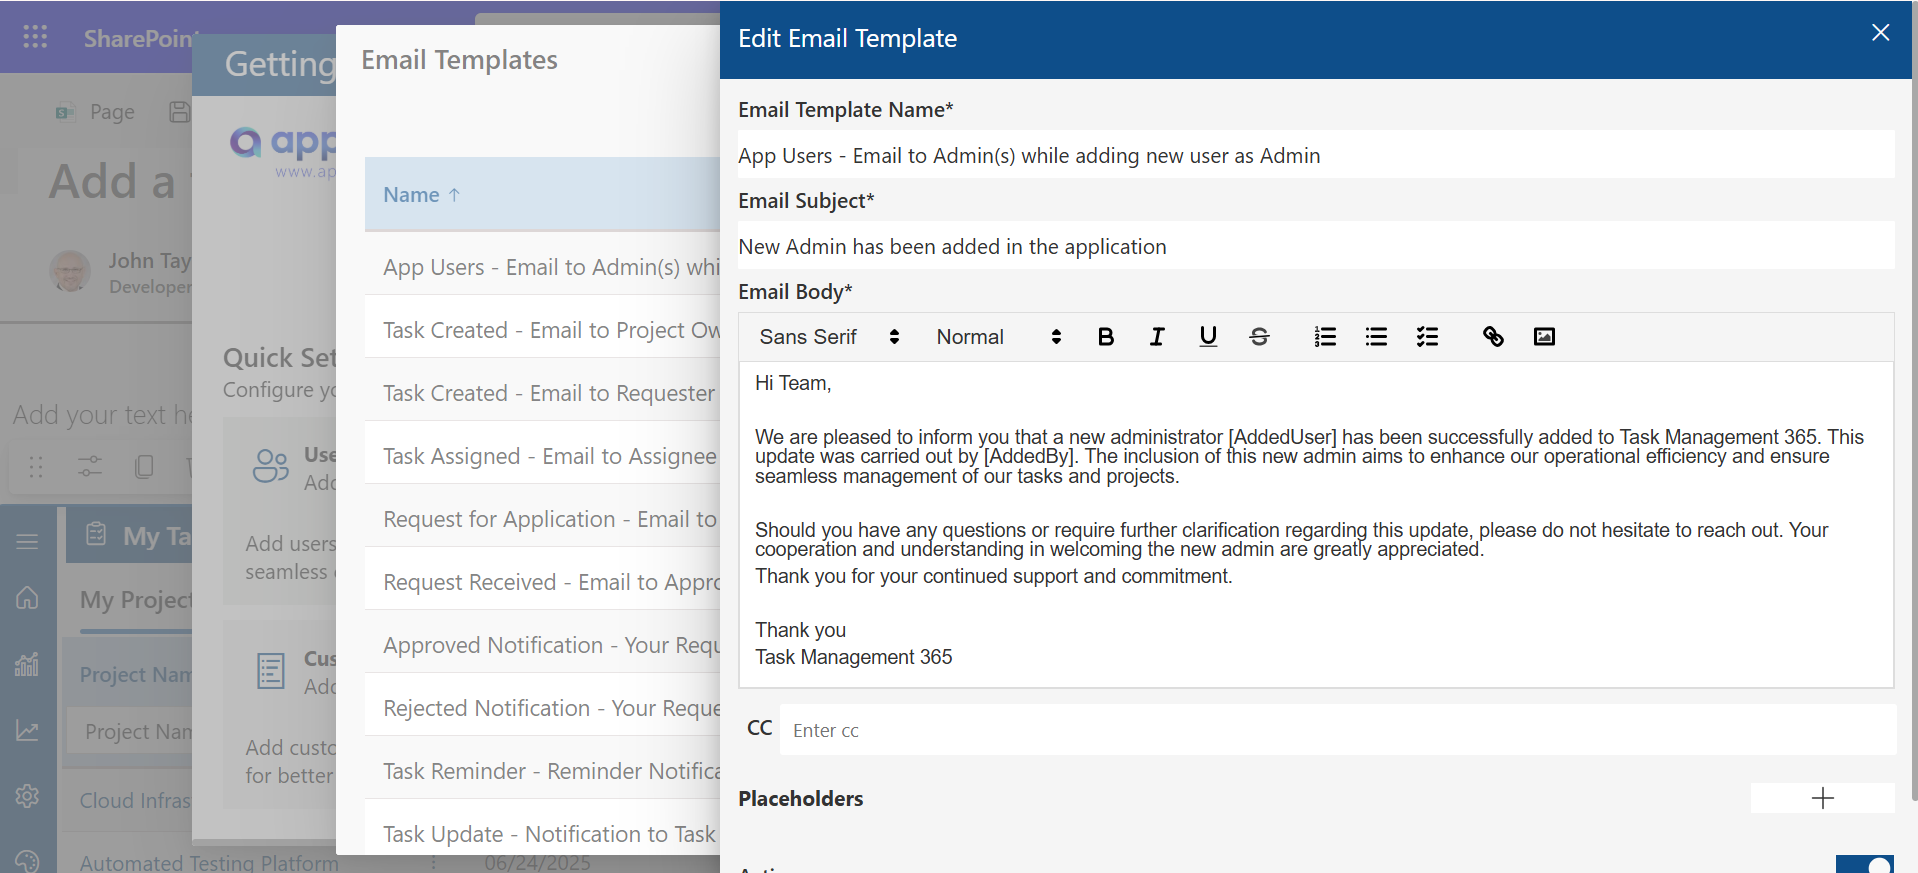 SharePoin
Page
Add a
John Tay
Developer
Add your text he
My Ta
My Project
Project Nam
Project Nam
Cloud Infras
Automated Testing Platform
06/24/2025
Getting
app
www.ap
Quick Set
Configure yo
Use
Add
Add users
seamless
Cus
Add
Add custo
for better
Email Templates
Name ↑
App Users - Email to Admin(s) whi
Task Created - Email to Project Ow
Task Created - Email to Requester
Task Assigned - Email to Assignee
Request for Application - Email to
Request Received - Email to Appro
Approved Notification - Your Requ
Rejected Notification - Your Reque
Task Reminder - Reminder Notifica
Task Update - Notification to Task
Edit Email Template
Email Template Name*
App Users - Email to Admin(s) while adding new user as Admin
Email Subject*
New Admin has been added in the application
Email Body*
Sans Serif Normal B I U S
Hi Team,
We are pleased to inform you that a new administrator [AddedUser] has been successfully added to Task Management 365. This
update was carried out by [AddedBy]. The inclusion of this new admin aims to enhance our operational efficiency and ensure
seamless management of our tasks and projects.
Should you have any questions or require further clarification regarding this update, please do not hesitate to reach out. Your
cooperation and understanding in welcoming the new admin are greatly appreciated.
Thank you for your continued support and commitment.
Thank you
Task Management 365
CC Enter cc
Placeholders